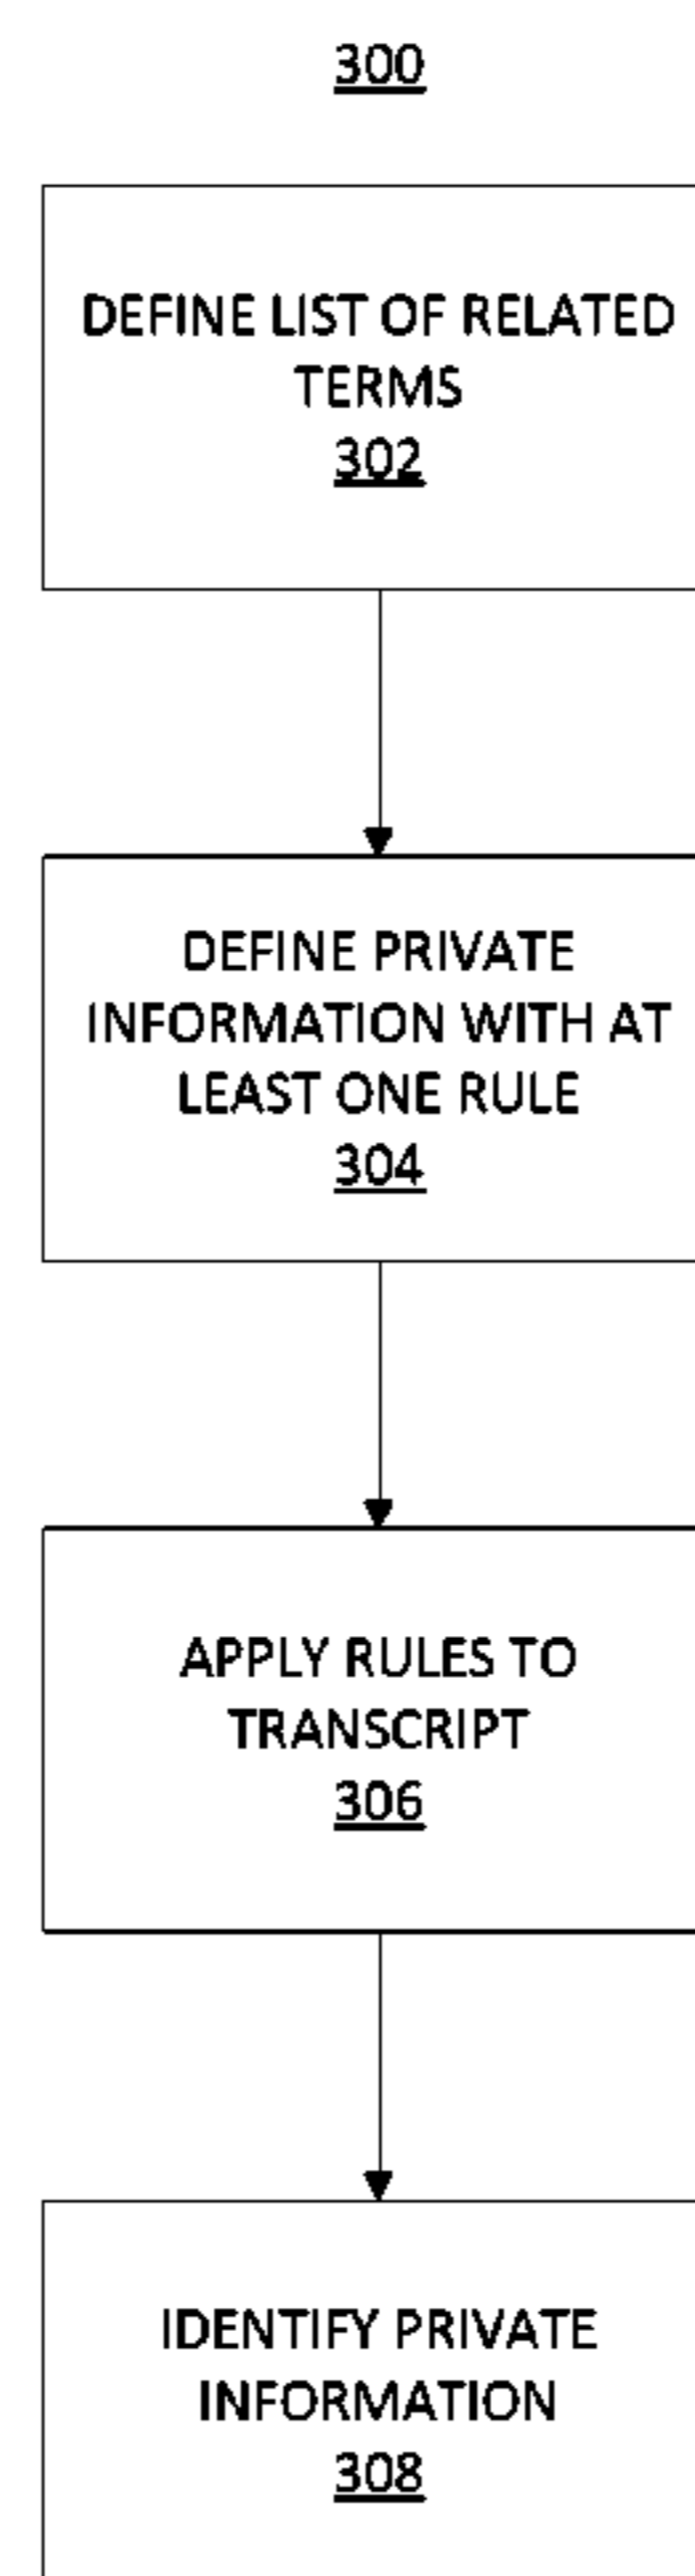 300
DEFINE LIST OF RELATED
TERMS
302
DEFINE PRIVATE
INFORMATION WITH AT
LEAST ONE RULE
304
APPLY RULES TO
TRANSCRIPT
306
IDENTIFY PRIVATE
INFORMATION
308